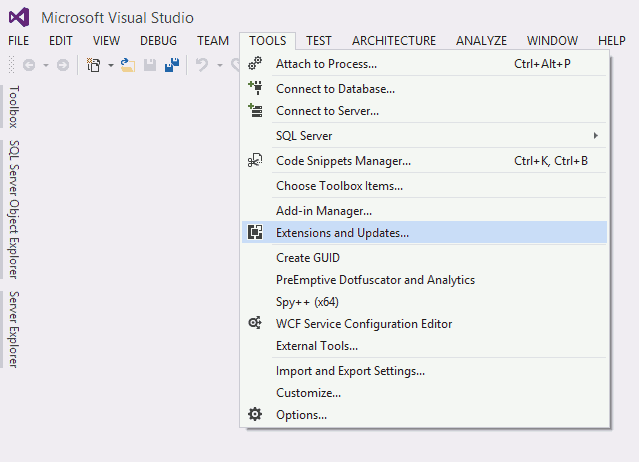 Microsoft Visual Studio
FILE EDIT VIEW DEBUG TEAM TOOLS TEST ARCHITECTURE ANALYZE WINDOW HELP
Attach to Process... Ctrl+Alt+P
Connect to Database...
Connect to Server...
SQL Server
Code Snippets Manager... Ctrl+K, Ctrl+B
Choose Toolbox Items...
Add-in Manager...
Extensions and Updates...
Create GUID
PreEmptive Dotfuscator and Analytics
Spy++ (x64)
WCF Service Configuration Editor
External Tools...
Import and Export Settings...
Customize...
Options...
Toolbox
SQL Server Object Explorer
Server Explorer